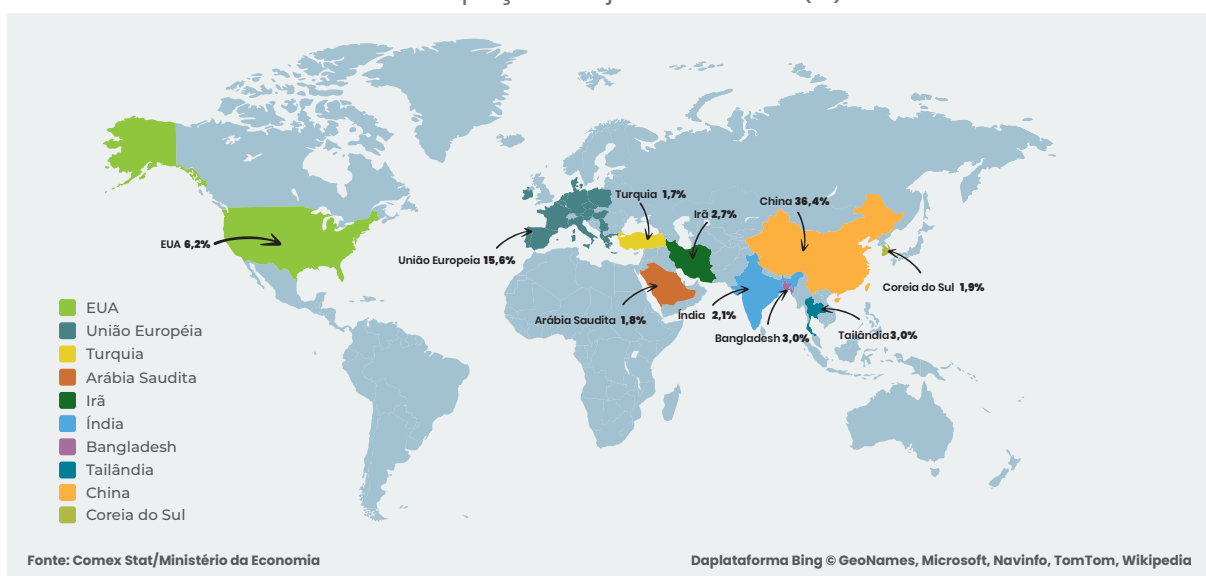 Turquia 1,7%
China 36,4%
Irã 2,7%
EUA 6,2%
União Europeia 15,6%
Coreia do Sul 1,9%
Arábia Saudita 1,8%
Índia 2,1%
Bangladesh 3,0%
Tailândia 3,0%
EUA
União Européia
Turquia
Arábia Saudita
Irã
Índia
Bangladesh
Tailândia
China
Coreia do Sul
Fonte: Comex Stat/Ministério da Economia
Daplataforma Bing © GeoNames, Microsoft, Navinfo, TomTom, Wikipedia